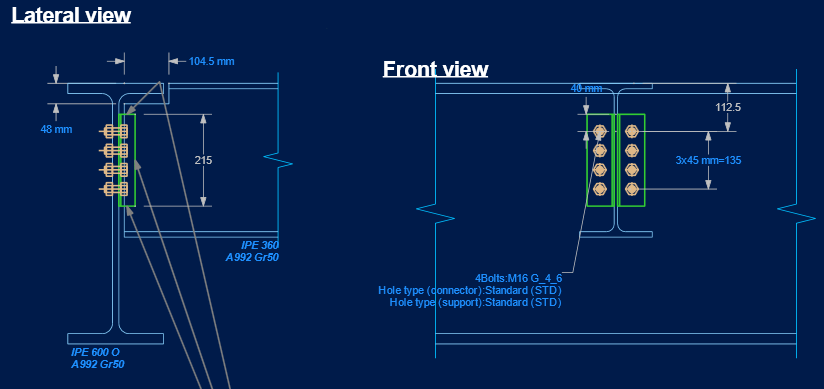 Lateral view
104.5 mm
48 mm
215
IPE 360
A992 Gr50
IPE 600 O
A992 Gr50
Front view
40 mm
112.5
3x45 mm=135
4Bolts:M16 G_4_6
Hole type (connector):Standard (STD)
Hole type (support):Standard (STD)